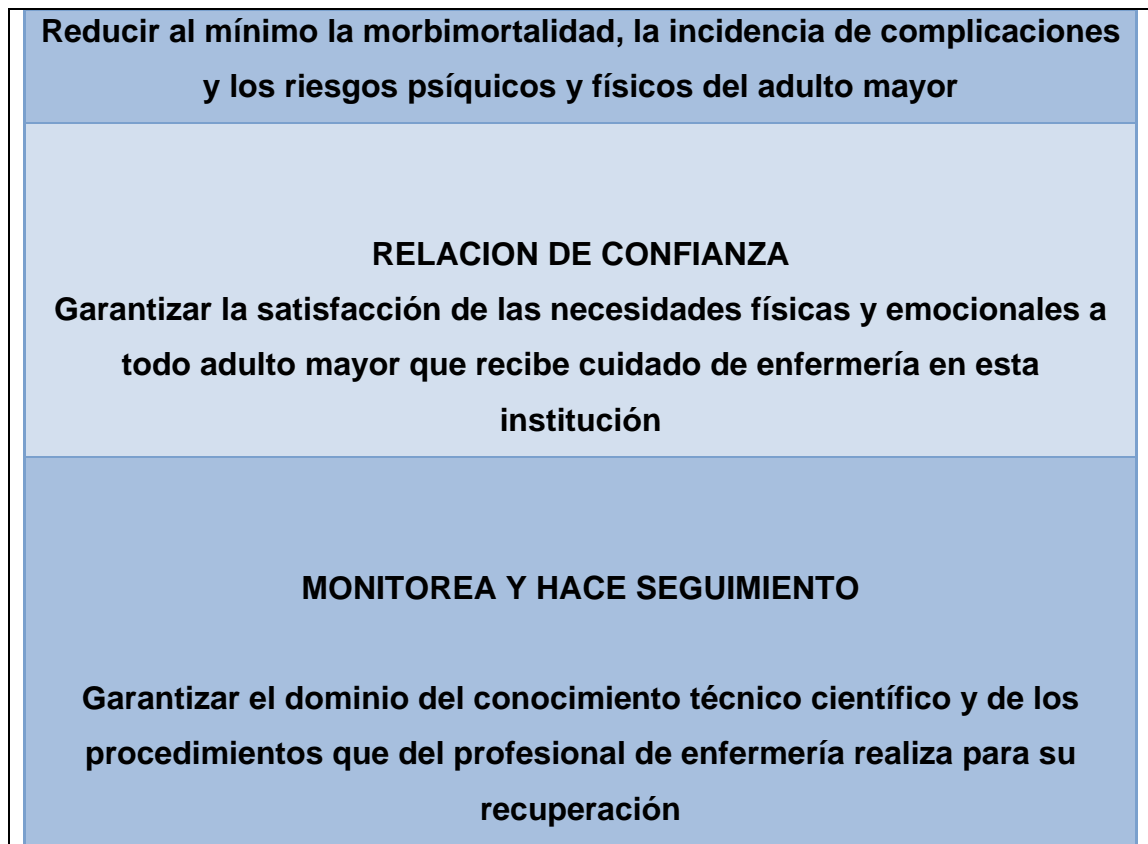 Reducir al mínimo la morbimortalidad, la incidencia de complicaciones
y los riesgos psíquicos y físicos del adulto mayor
RELACION DE CONFIANZA
Garantizar la satisfacción de las necesidades físicas y emocionales a
todo adulto mayor que recibe cuidado de enfermería en esta
institución
MONITOREA Y HACE SEGUIMIENTO
Garantizar el dominio del conocimiento técnico científico y de los
procedimientos que del profesional de enfermería realiza para su
recuperación